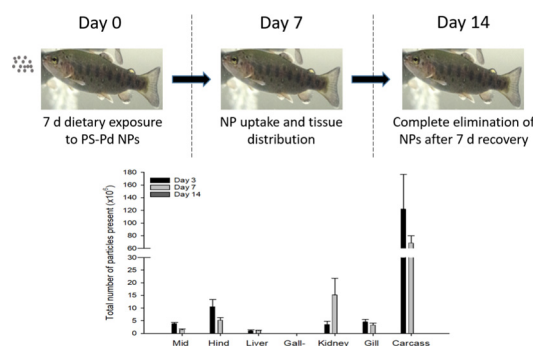 Day 0 Day 7 Day 14
7 d dietary exposure NP uptake and tissue Complete elimination of
to PS-Pd NPs distribution NPs after 7 d recovery
Total number of particles present (x10⁶)
180
160
140
120
100
80
60
30
25
20
15
10
5
0
Day 3
Day 7
Day 14
Mid Hind Liver Gall- Kidney Gill Carcass